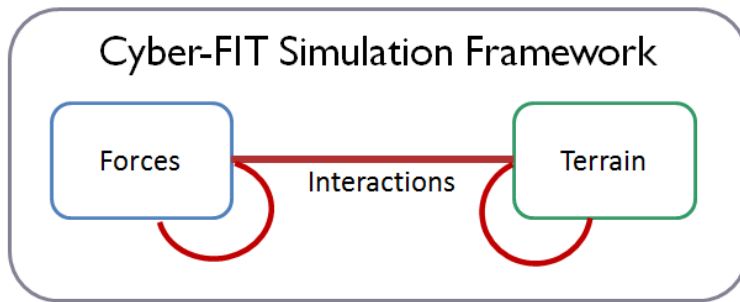 Cyber-FIT Simulation Framework
Forces
Terrain
Interactions